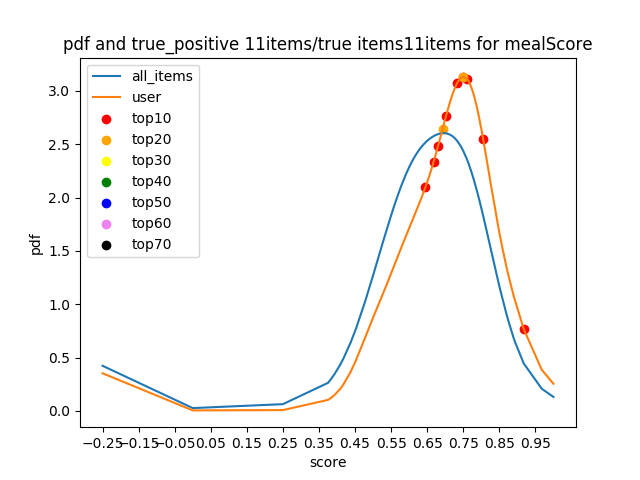 pdf and true_positive 11items/true items11items for mealScore
all_items
user
top10
top20
top30
top40
top50
top60
top70
3.0
2.5
2.0
1.5
1.0
0.5
0.0
pdf
−0.25 −0.15 −0.05 0.05 0.15 0.25 0.35 0.45 0.55 0.65 0.75 0.85 0.95
score